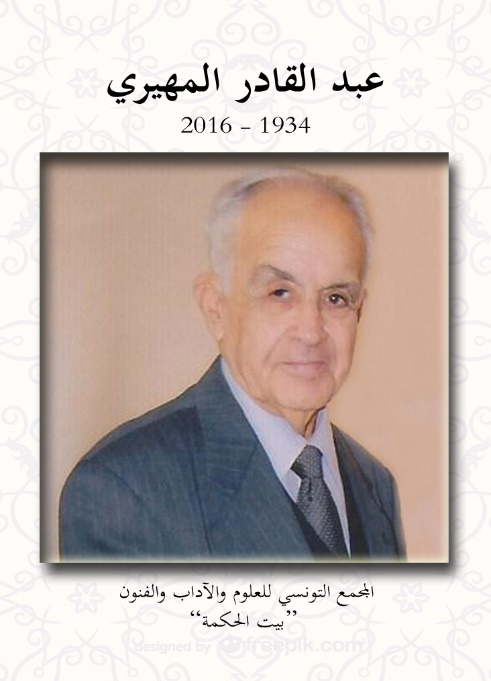 عبد القادر المهيري
2016 – 1934
المجمع التونسي للعلوم والآداب والفنون
”بيت الحكمة“
designed by freepik.com